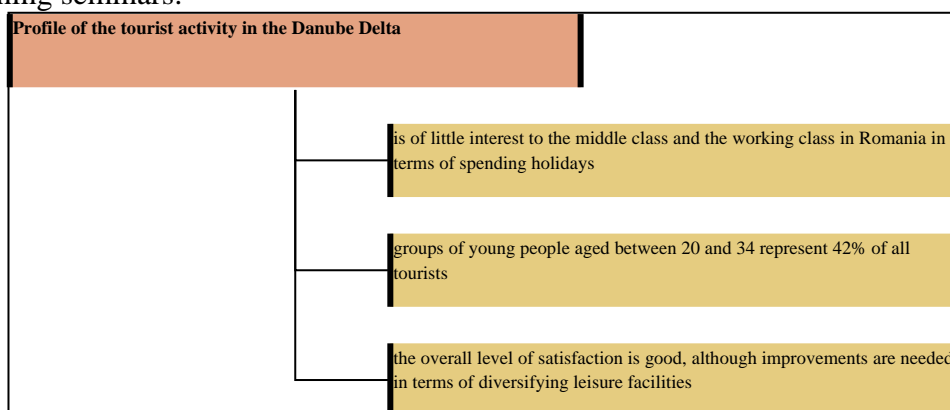 seminars.
Profile of the tourist activity in the Danube Delta
is of little interest to the middle class and the working class in Romania in
terms of spending holidays
groups of young people aged between 20 and 34 represent 42% of all
tourists
the overall level of satisfaction is good, although improvements are needed
in terms of diversifying leisure facilities